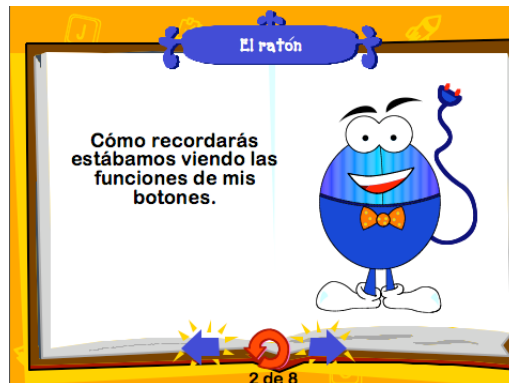 El ratón
Cómo recordarás
estábamos viendo las
funciones de mis
botones.
2 de 8
J